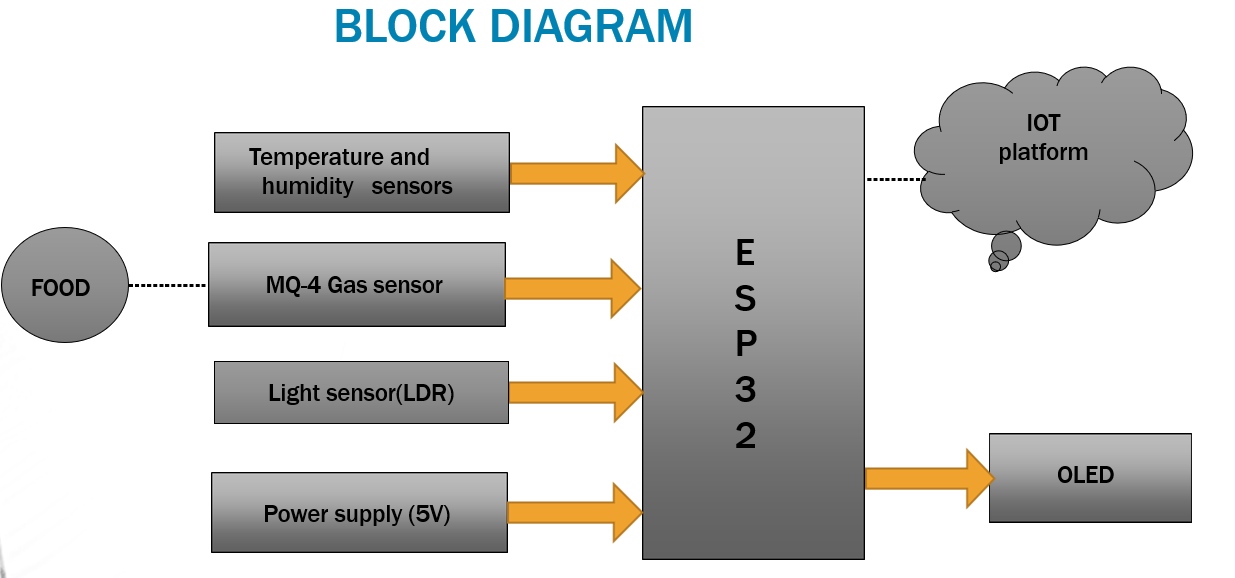 BLOCK DIAGRAM
Temperature and
humidity sensors
IOT
platform
FOOD
MQ-4 Gas sensor
E
S
P
3
2
Light sensor(LDR)
Power supply (5V)
OLED